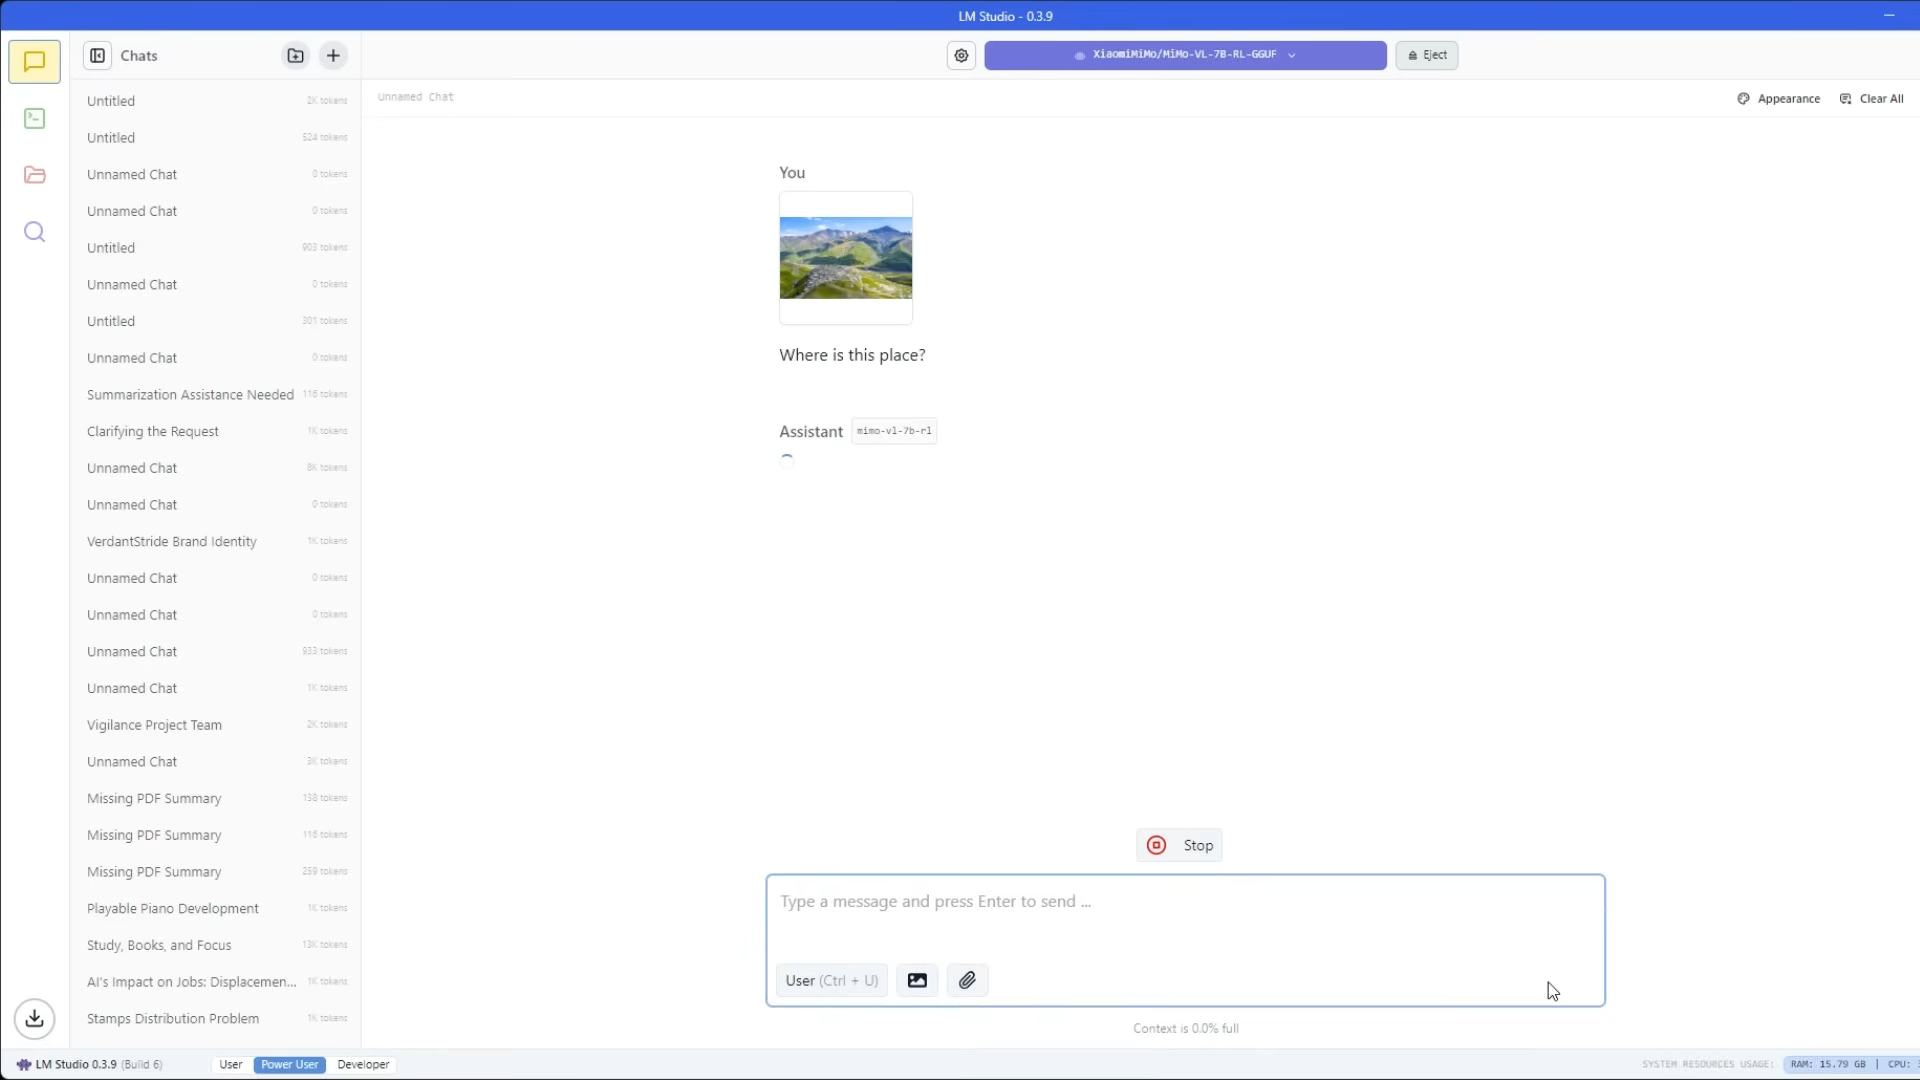 LM Studio - 0.3.9
Chats
XiaomiMiMo/MiMo-VL-7B-RL-GGUF
Eject
Unnamed Chat
Appearance
Clear All
Untitled 2K tokens
Untitled 524 tokens
Unnamed Chat 0 tokens
Unnamed Chat 0 tokens
Untitled 903 tokens
Unnamed Chat 0 tokens
Untitled 301 tokens
Unnamed Chat 0 tokens
Summarization Assistance Needed 116 tokens
Clarifying the Request 1K tokens
Unnamed Chat 8K tokens
Unnamed Chat 0 tokens
VerdantStride Brand Identity 1K tokens
Unnamed Chat 0 tokens
Unnamed Chat 0 tokens
Unnamed Chat 933 tokens
Unnamed Chat 1K tokens
Vigilance Project Team 2K tokens
Unnamed Chat 3K tokens
Missing PDF Summary 138 tokens
Missing PDF Summary 116 tokens
Missing PDF Summary 259 tokens
Playable Piano Development 1K tokens
Study, Books, and Focus 13K tokens
AI's Impact on Jobs: Displacemen... 1K tokens
Stamps Distribution Problem 1K tokens
You
Where is this place?
Assistant mimo-vl-7b-rl
Stop
Type a message and press Enter to send ...
User (Ctrl + U)
Context is 0.0% full
LM Studio 0.3.9 (Build 6)
User
Power User
Developer
SYSTEM RESOURCES USAGE:
RAM: 15.79 GB | CPU: